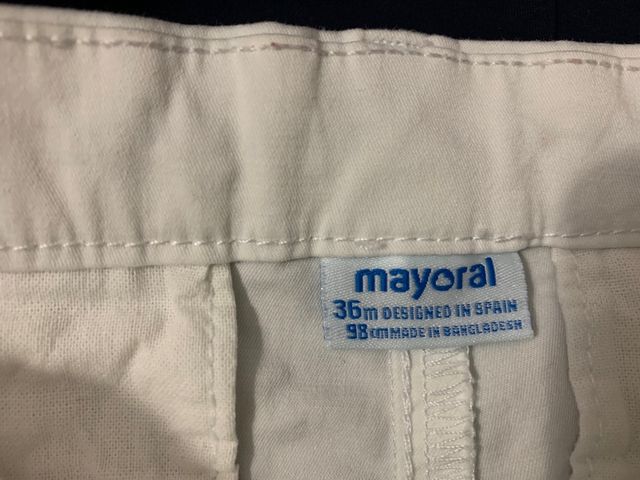 mayoral
36m DESIGNED IN SPAIN
98cm MADE IN BANGLADESH